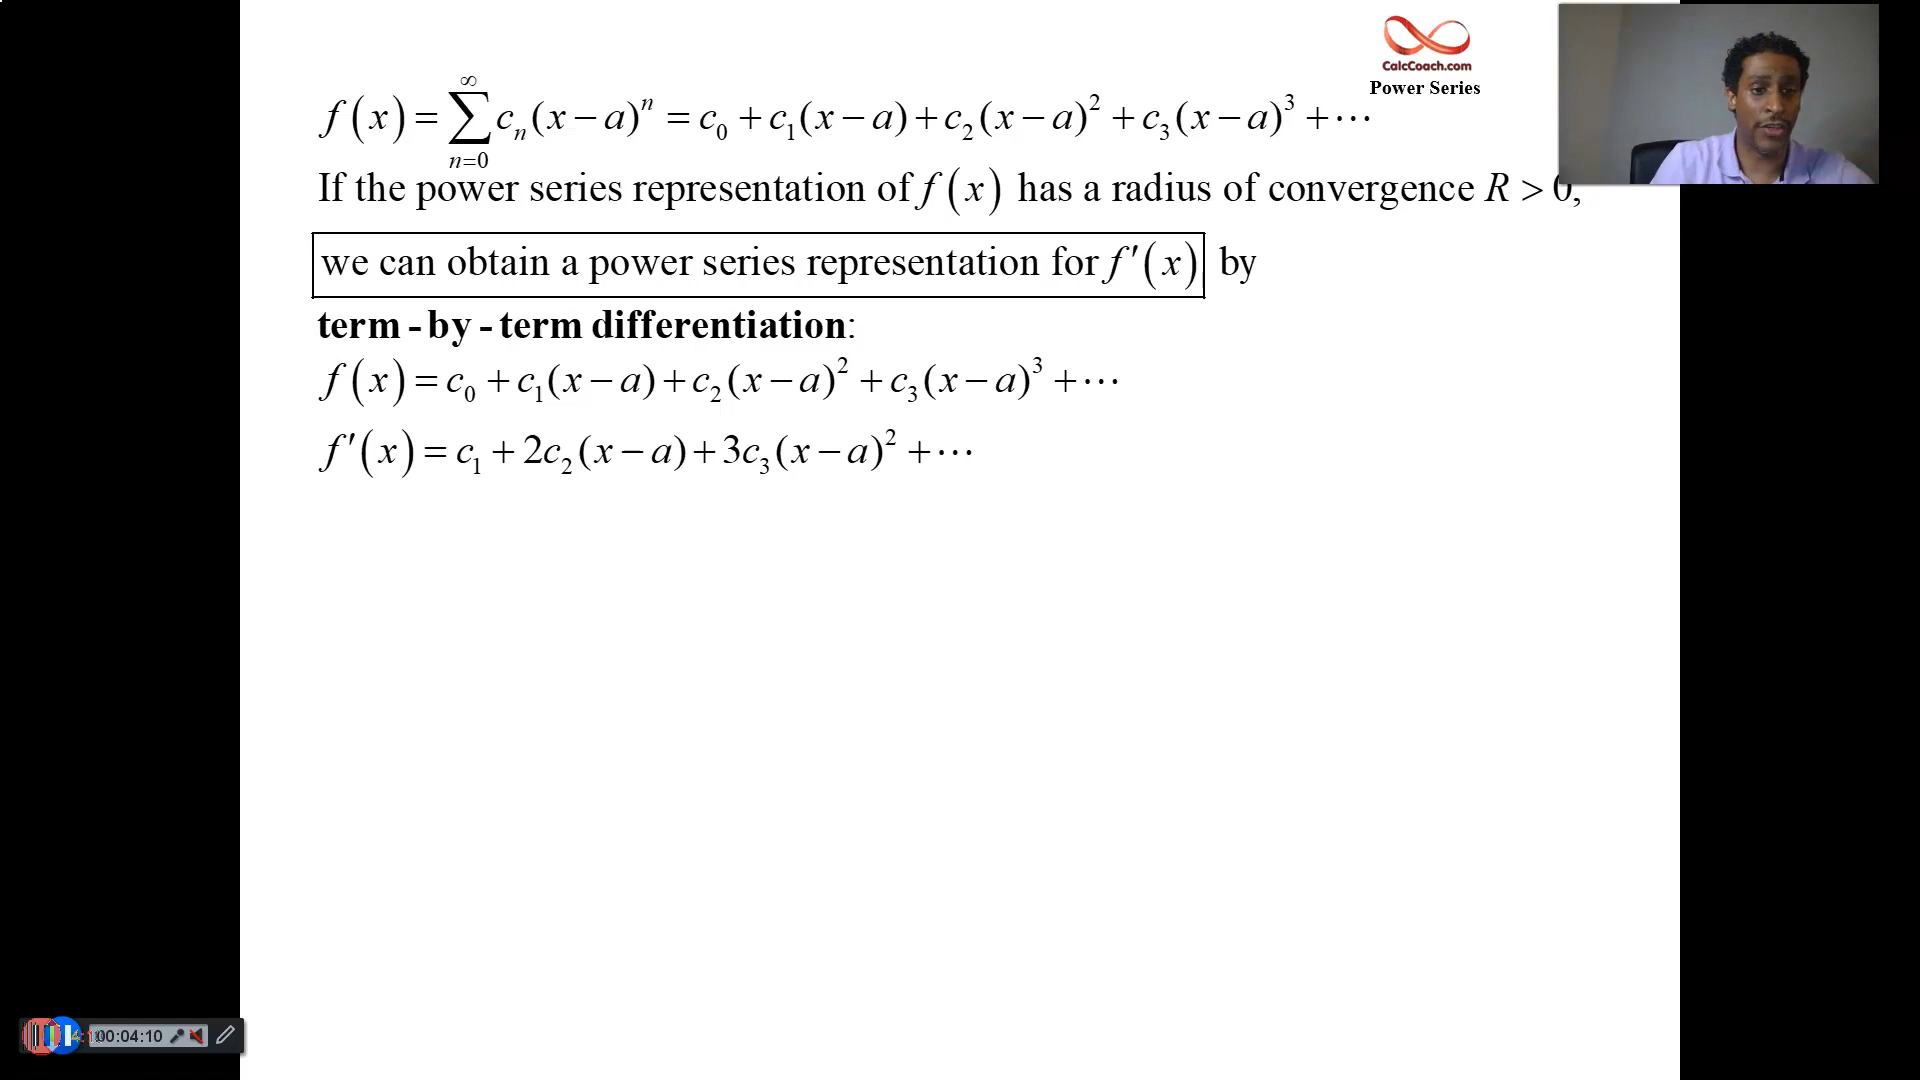 CalcCoach.com
Power Series
f(x) = ∑_{n=0}^{∞} c_n(x − a)^n = c_0 + c_1(x − a) + c_2(x − a)^2 + c_3(x − a)^3 + ⋯
If the power series representation of f(x) has a radius of convergence R > 0,
we can obtain a power series representation for f′(x) by
term - by - term differentiation:
f(x) = c_0 + c_1(x − a) + c_2(x − a)^2 + c_3(x − a)^3 + ⋯
f′(x) = c_1 + 2c_2(x − a) + 3c_3(x − a)^2 + ⋯
00:04:10